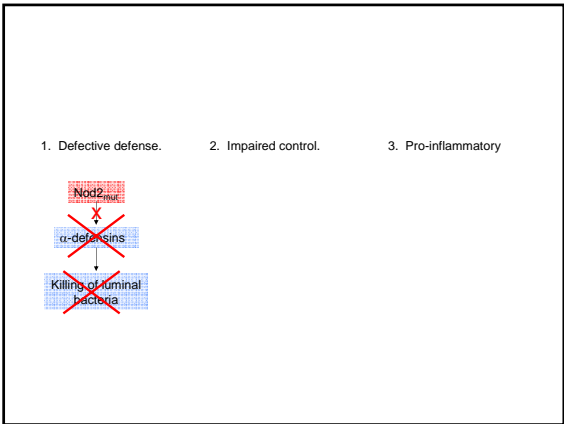 1. Defective defense.
2. Impaired control.
3. Pro-inflammatory
Nod2mut
X
α-defensins
Killing of luminal
bacteria